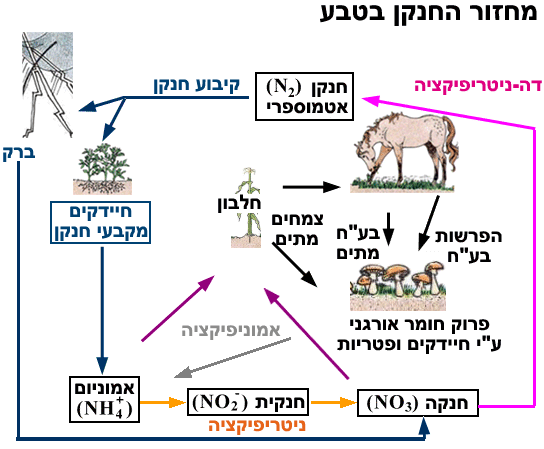 מחזור החנקן בטבע
דה-ניטריפיקציה
חנקן (N₂)
אטמוספרי
קיבוע חנקן
ברק
חיידקים
מקבעי חנקן
חלבון
צמחים
מתים
בע"ח
מתים
הפרשות
בע"ח
פרוק חומר אורגני
ע"י חיידקים ופטריות
אמוניפיקציה
אמוניום
(NH₄⁺)
חנקית (NO₂⁻)
חנקה (NO₃)
ניטריפיקציה